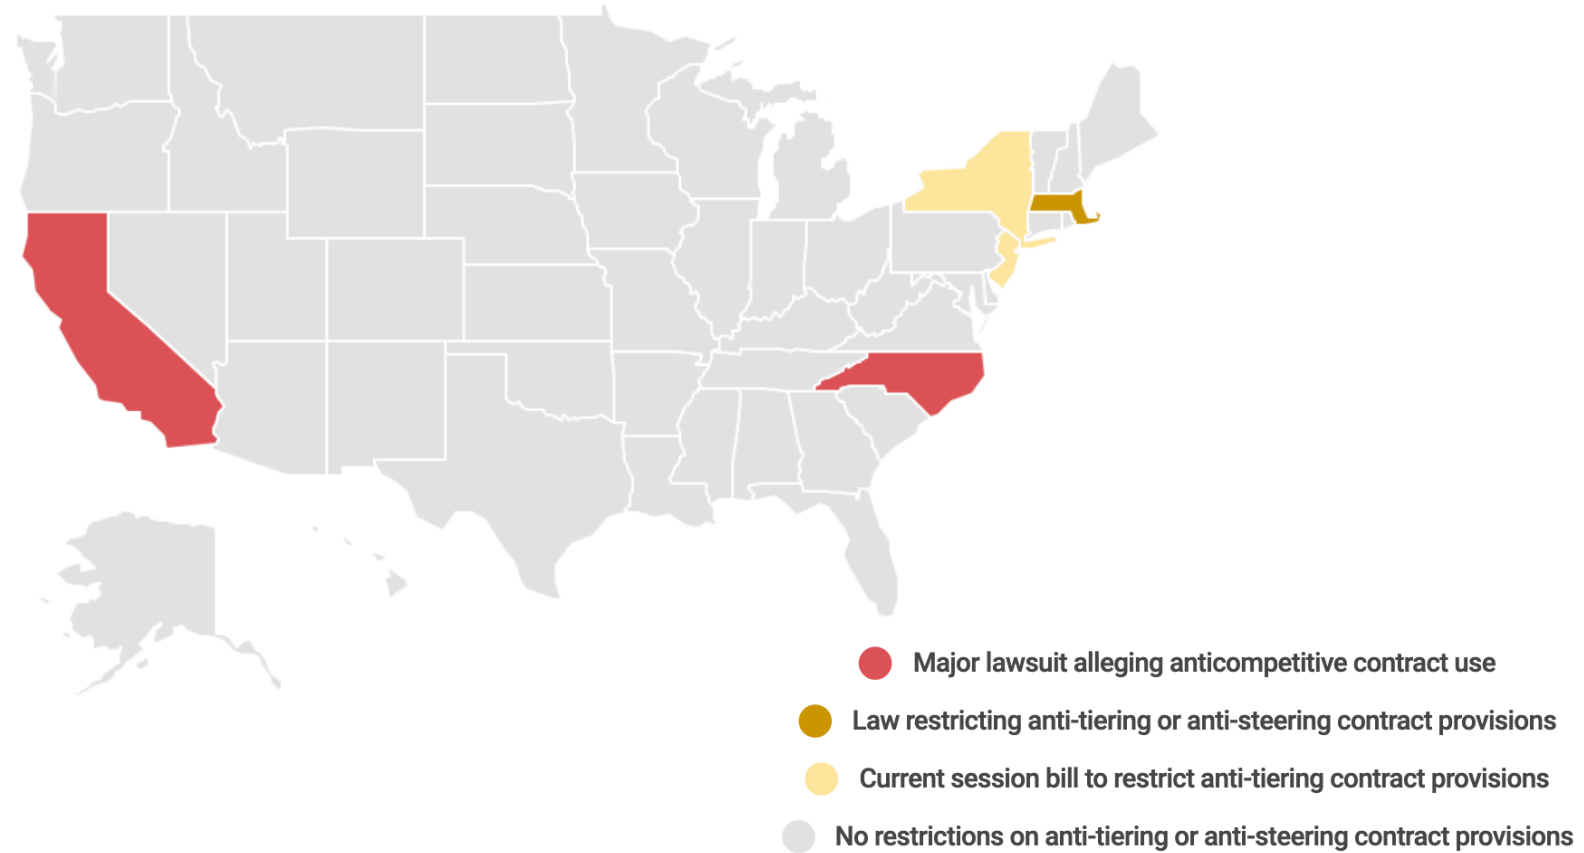 Major lawsuit alleging anticompetitive contract use
Law restricting anti-tiering or anti-steering contract provisions
Current session bill to restrict anti-tiering contract provisions
No restrictions on anti-tiering or anti-steering contract provisions